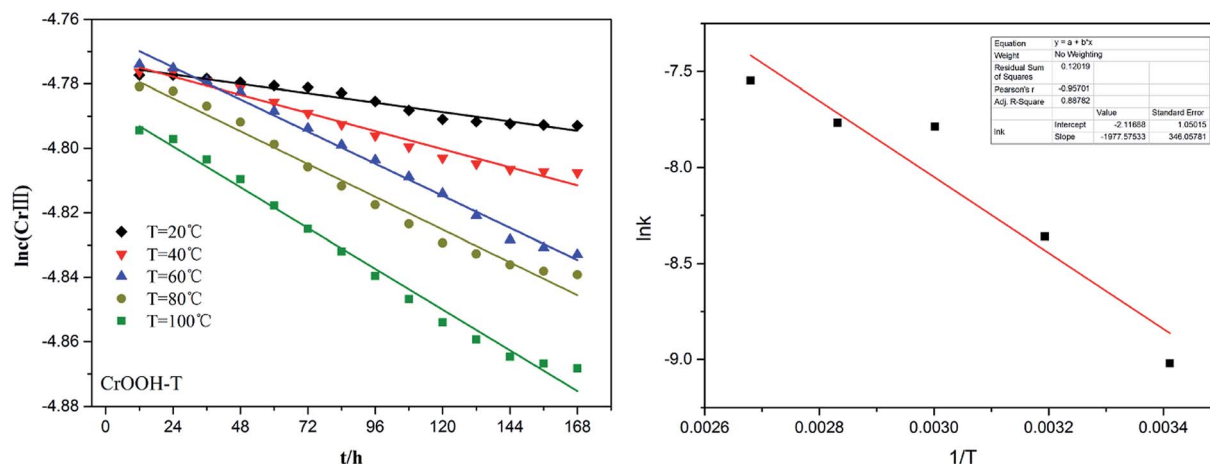 -4.76
-4.78
-4.80
-4.82
-4.84
-4.86
-4.88
lnc(CrⅢ)
T=20℃
T=40℃
T=60℃
T=80℃
T=100℃
CrOOH-T
0 24 48 72 96 120 144 168
t/h
-7.5
-8.0
-8.5
-9.0
lnk
Equation y = a + b*x
Weight No Weighting
Residual Sum
of Squares 0.12019
Pearson's r -0.95701
Adj. R-Square 0.88782
Value Standard Error
lnk Intercept -2.11688 1.05015
Slope -1977.57533 346.05781
0.0026 0.0028 0.0030 0.0032 0.0034
1/T